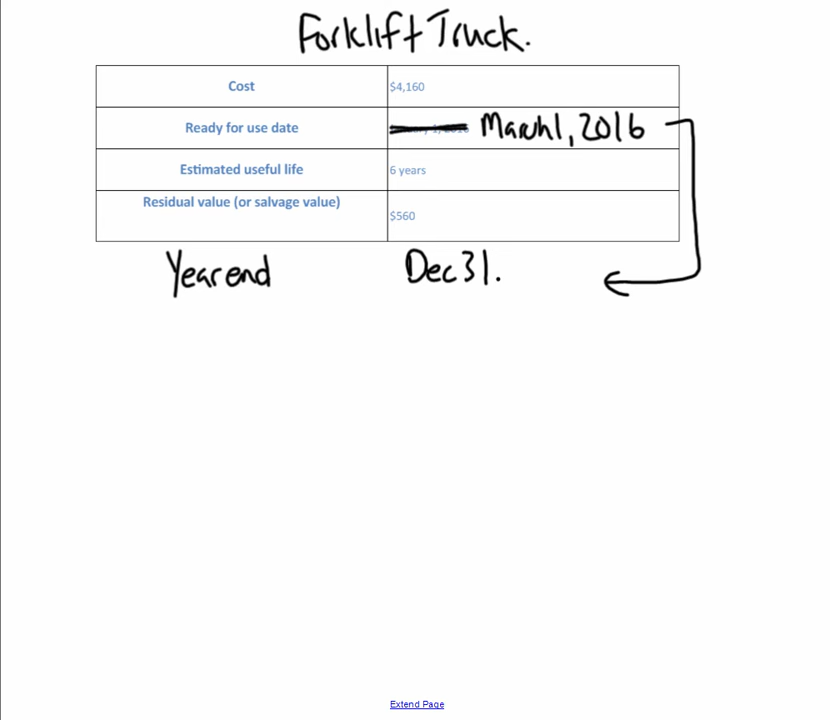 Forklift Truck.
Cost $4,160
Ready for use date March 1, 2016
Estimated useful life 6 years
Residual value (or salvage value) $560
Year end Dec 31.
Extend Page